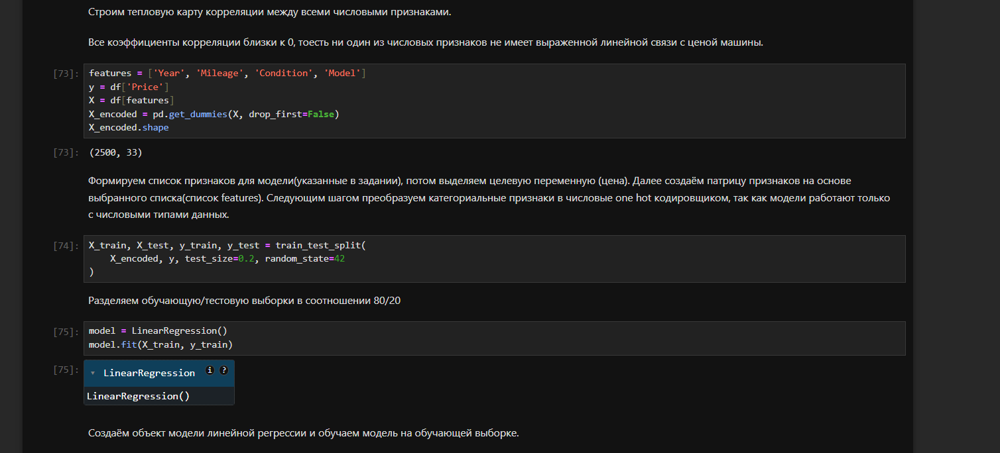 Строим тепловую карту корреляции между всеми числовыми признаками.
Все коэффициенты корреляции близки к 0, тоесть ни один из числовых признаков не имеет выраженной линейной связи с ценой машины.
[73]: features = ['Year', 'Mileage', 'Condition', 'Model']
y = df['Price']
X = df[features]
X_encoded = pd.get_dummies(X, drop_first=False)
X_encoded.shape
[73]: (2500, 33)
Формируем список признаков для модели(указанные в задании), потом выделяем целевую переменную (цена). Далее создаём патрицу признаков на основе
выбранного списка(список features). Следующим шагом преобразуем категориальные признаки в числовые one hot кодировщиком, так как модели работают только
с числовыми типами данных.
[74]: X_train, X_test, y_train, y_test = train_test_split(
X_encoded, y, test_size=0.2, random_state=42
)
Разделяем обучающую/тестовую выборки в соотношении 80/20
[75]: model = LinearRegression()
model.fit(X_train, y_train)
[75]: ▾ LinearRegression i ?
LinearRegression()
Создаём объект модели линейной регрессии и обучаем модель на обучающей выборке.